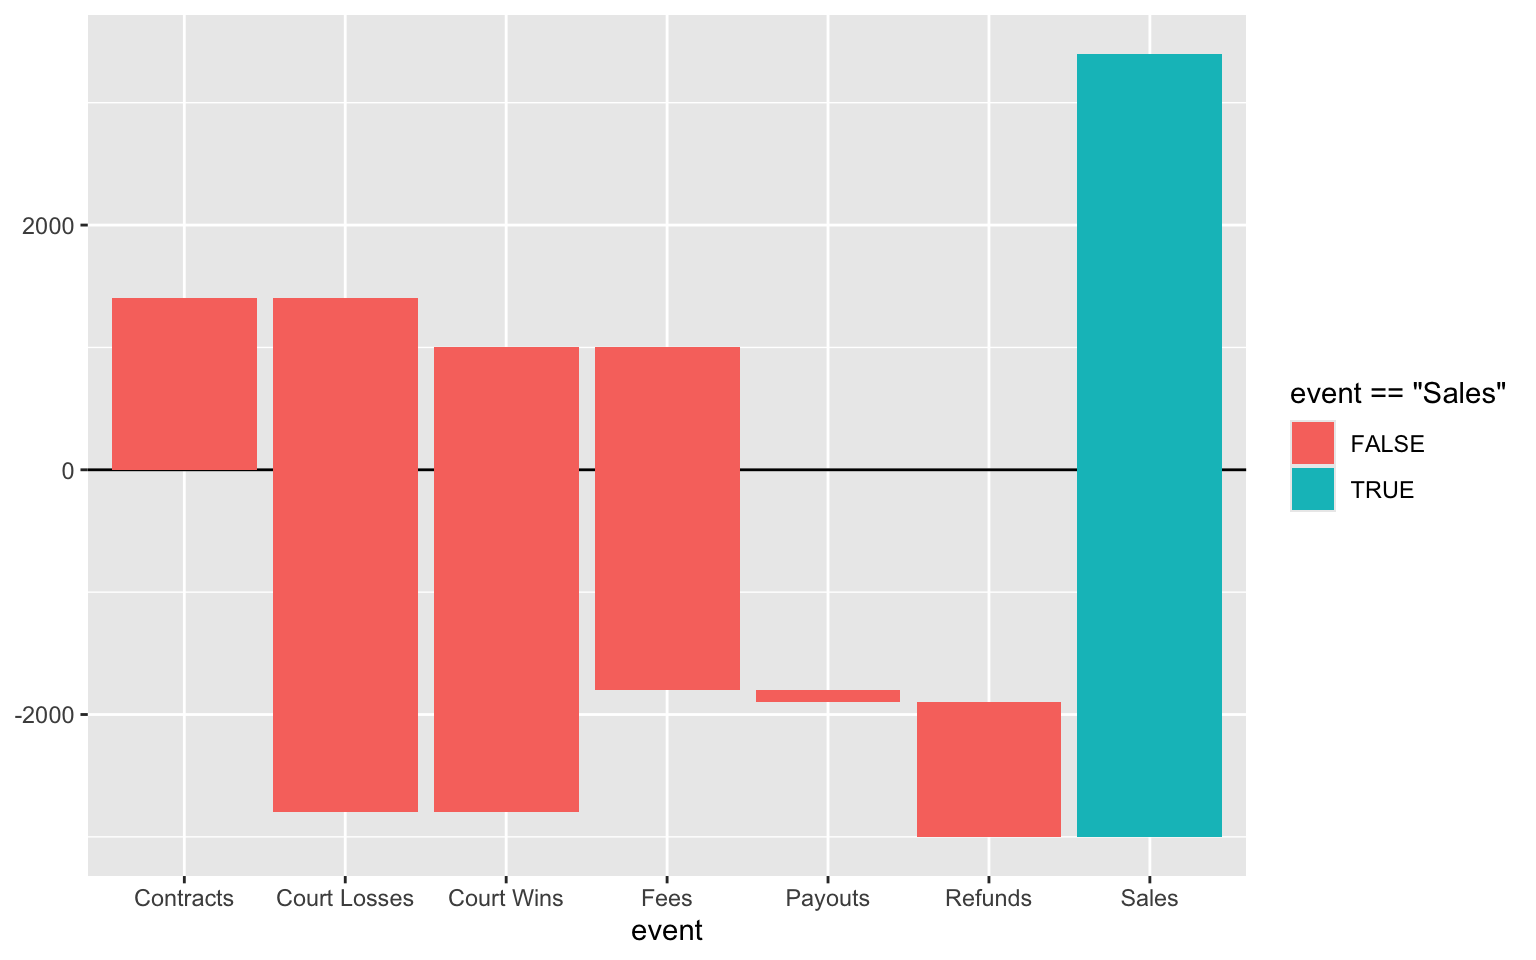 2000
0
-2000
Contracts
Court Losses
Court Wins
Fees
Payouts
Refunds
Sales
event
event == "Sales"
FALSE
TRUE